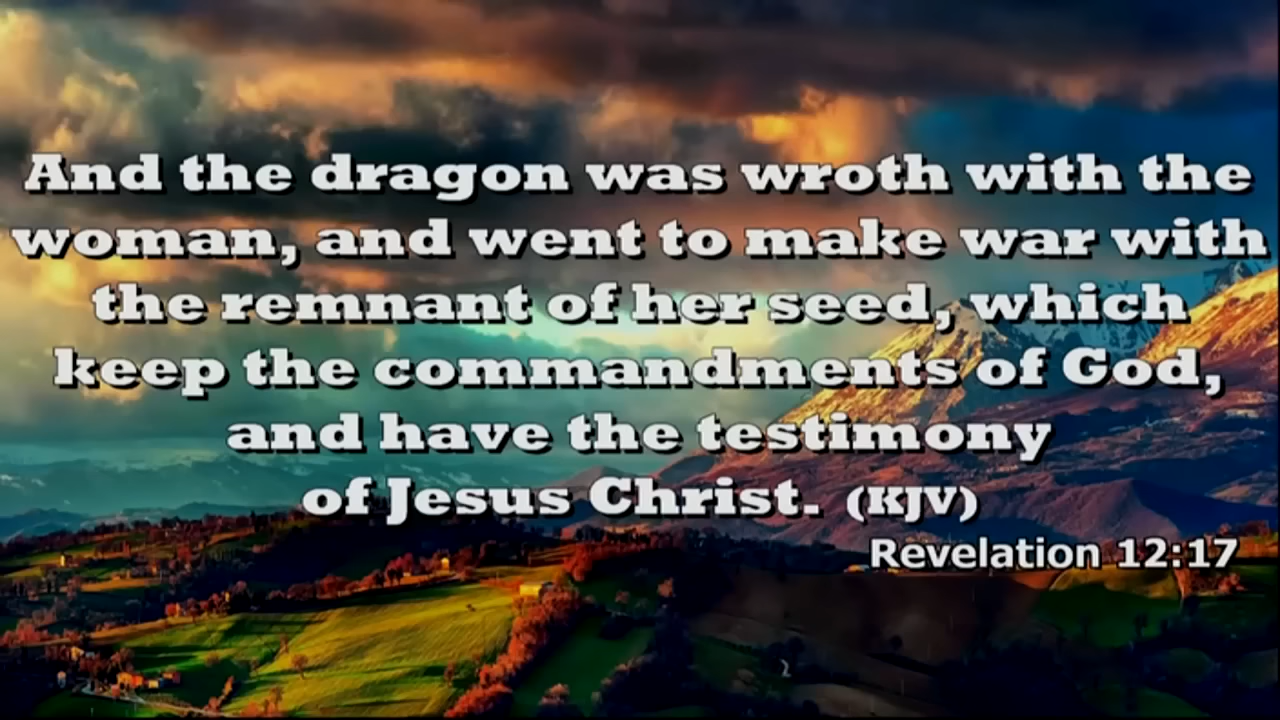 And the dragon was wroth with the
woman, and went to make war with
the remnant of her seed, which
keep the commandments of God,
and have the testimony
of Jesus Christ. (KJV)
Revelation 12:17